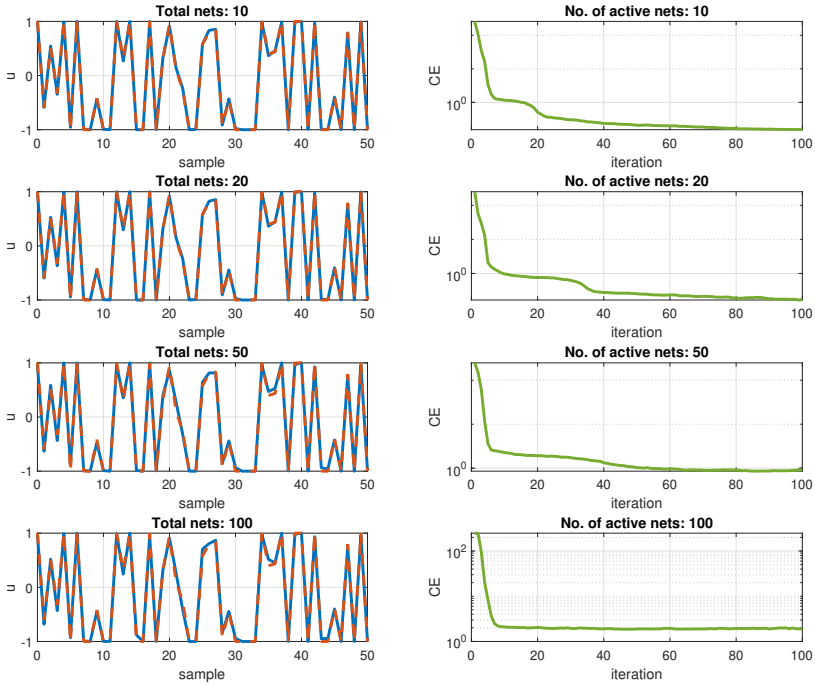 Total nets: 10
1
0
-1
u
0 10 20 30 40 50
sample
No. of active nets: 10
10^0
CE
0 20 40 60 80 100
iteration
Total nets: 20
1
0
-1
u
0 10 20 30 40 50
sample
No. of active nets: 20
10^0
CE
0 20 40 60 80 100
iteration
Total nets: 50
1
0
-1
u
0 10 20 30 40 50
sample
No. of active nets: 50
10^0
CE
0 20 40 60 80 100
iteration
Total nets: 100
1
0
-1
u
0 10 20 30 40 50
sample
No. of active nets: 100
10^2
10^0
CE
0 20 40 60 80 100
iteration